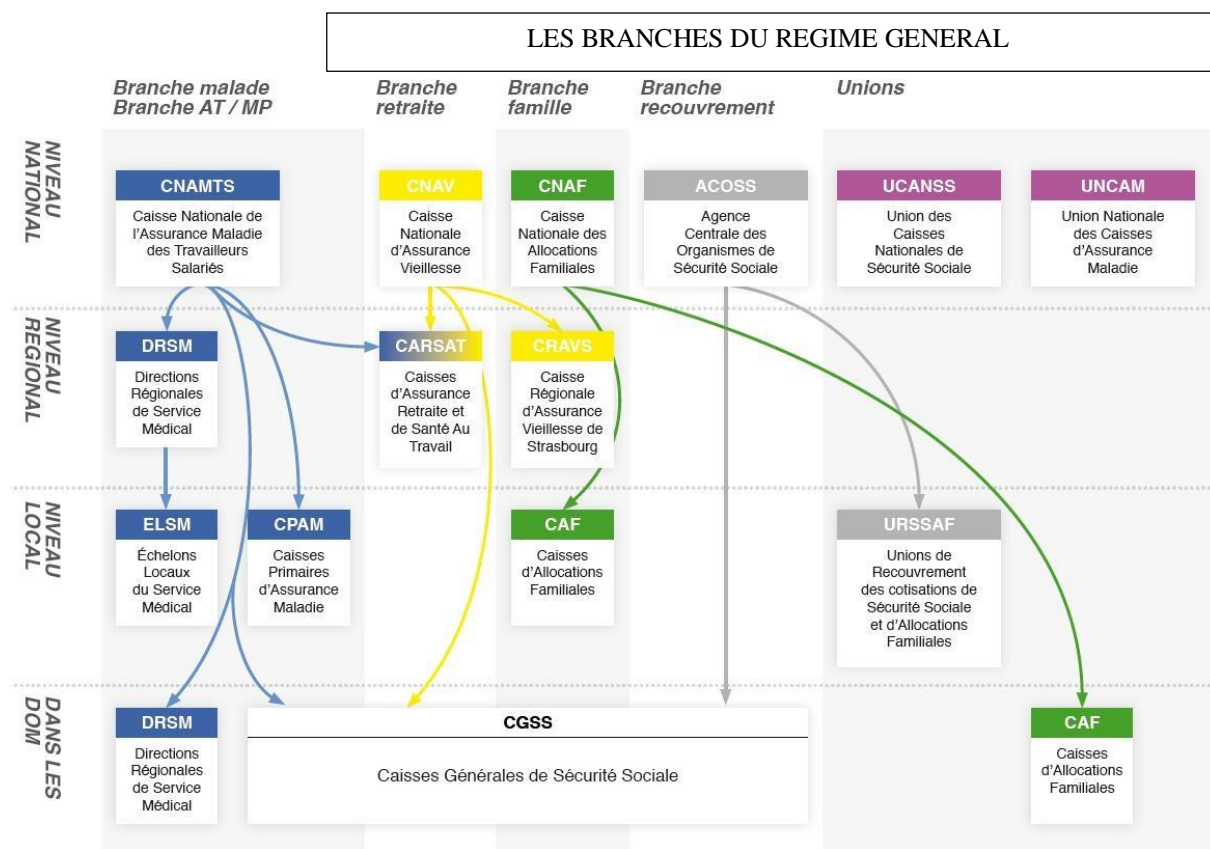 LES BRANCHES DU REGIME GENERAL
Branche malade
Branche AT / MP
Branche
retraite
Branche
famille
Branche
recouvrement
Unions
NIVEAU
NATIONAL
CNAMTS
Caisse Nationale de
l'Assurance Maladie
des Travailleurs
Salariés
CNAV
Caisse
Nationale
d'Assurance
Vieillesse
CNAF
Caisse
Nationale des
Allocations
Familiales
ACOSS
Agence
Centrale des
Organismes de
Sécurité Sociale
UCANSS
Union des
Caisses
Nationales de
Sécurité Sociale
UNCAM
Union Nationale
des Caisses
d'Assurance
Maladie
NIVEAU
REGIONAL
DRSM
Directions
Régionales
de Service
Médical
CARSAT
Caisses
d'Assurance
Retraite et
de Santé Au
Travail
CRAVS
Caisse
Régionale
d'Assurance
Vieillesse de
Strasbourg
NIVEAU
LOCAL
ELSM
Échelons
Locaux
du Service
Médical
CPAM
Caisses
Primaires
d'Assurance
Maladie
CAF
Caisses
d'Allocations
Familiales
URSSAF
Unions de
Recouvrement
des cotisations de
Sécurité Sociale
et d'Allocations
Familiales
DANS LES
DOM
DRSM
Directions
Régionales
de Service
Médical
CGSS
Caisses Générales de Sécurité Sociale
CAF
Caisses
d'Allocations
Familiales